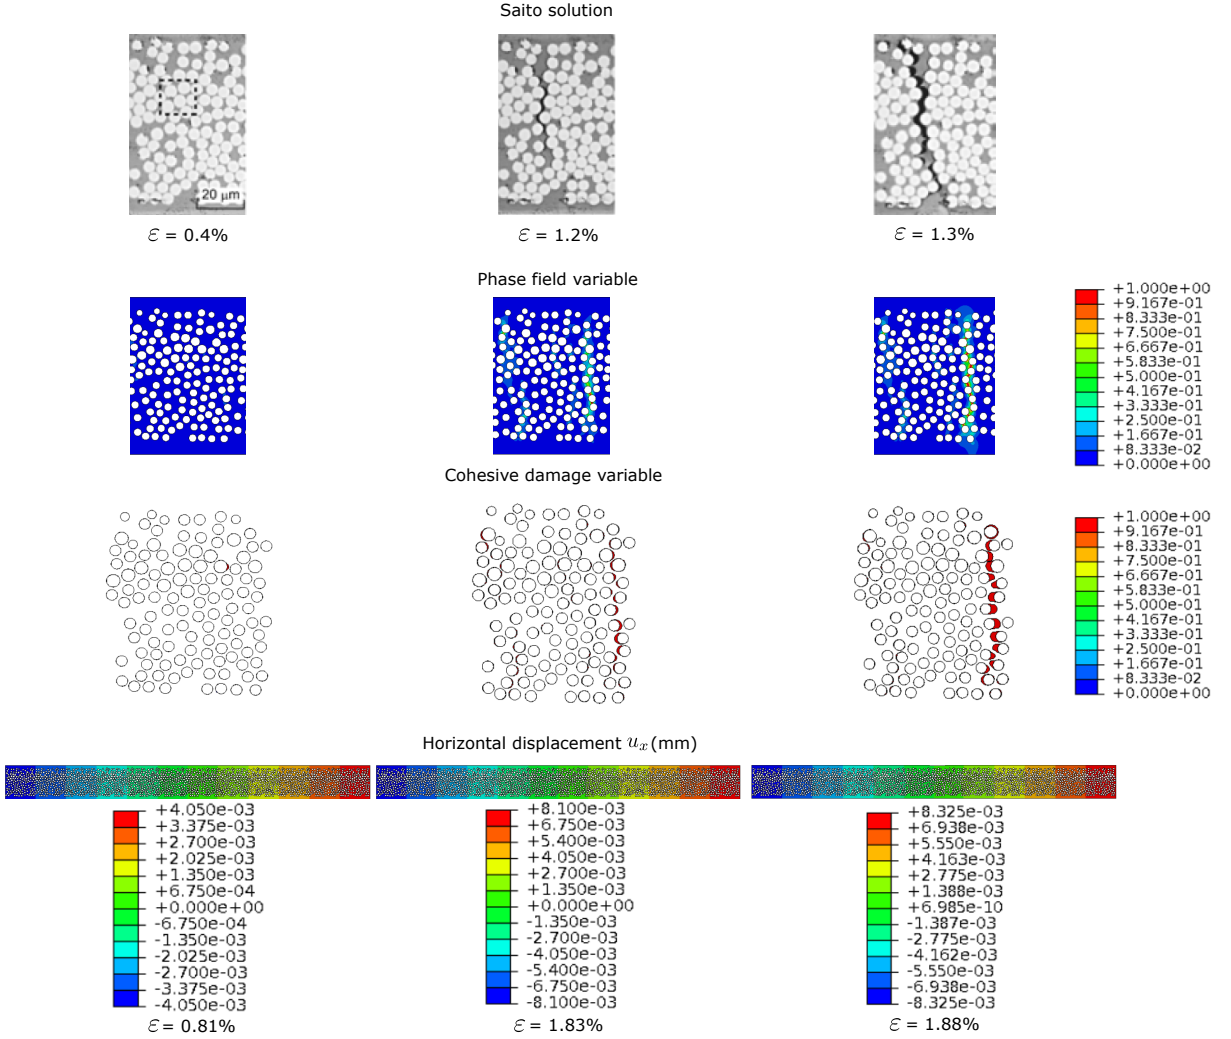 Saito solution
20 μm
ε = 0.4%
ε = 1.2%
ε = 1.3%
Phase field variable
+1.000e+00
+9.167e-01
+8.333e-01
+7.500e-01
+6.667e-01
+5.833e-01
+5.000e-01
+4.167e-01
+3.333e-01
+2.500e-01
+1.667e-01
+8.333e-02
+0.000e+00
Cohesive damage variable
+1.000e+00
+9.167e-01
+8.333e-01
+7.500e-01
+6.667e-01
+5.833e-01
+5.000e-01
+4.167e-01
+3.333e-01
+2.500e-01
+1.667e-01
+8.333e-02
+0.000e+00
Horizontal displacement u_x (mm)
+4.050e-03
+3.375e-03
+2.700e-03
+2.025e-03
+1.350e-03
+6.750e-04
+0.000e+00
-6.750e-04
-1.350e-03
-2.025e-03
-2.700e-03
-3.375e-03
-4.050e-03
ε = 0.81%
+8.100e-03
+6.750e-03
+5.400e-03
+4.050e-03
+2.700e-03
+1.350e-03
+0.000e+00
-1.350e-03
-2.700e-03
-4.050e-03
-5.400e-03
-6.750e-03
-8.100e-03
ε = 1.83%
+8.325e-03
+6.938e-03
+5.550e-03
+4.163e-03
+2.775e-03
+1.388e-03
+6.985e-10
-1.387e-03
-2.775e-03
-4.162e-03
-5.550e-03
-6.938e-03
-8.325e-03
ε = 1.88%